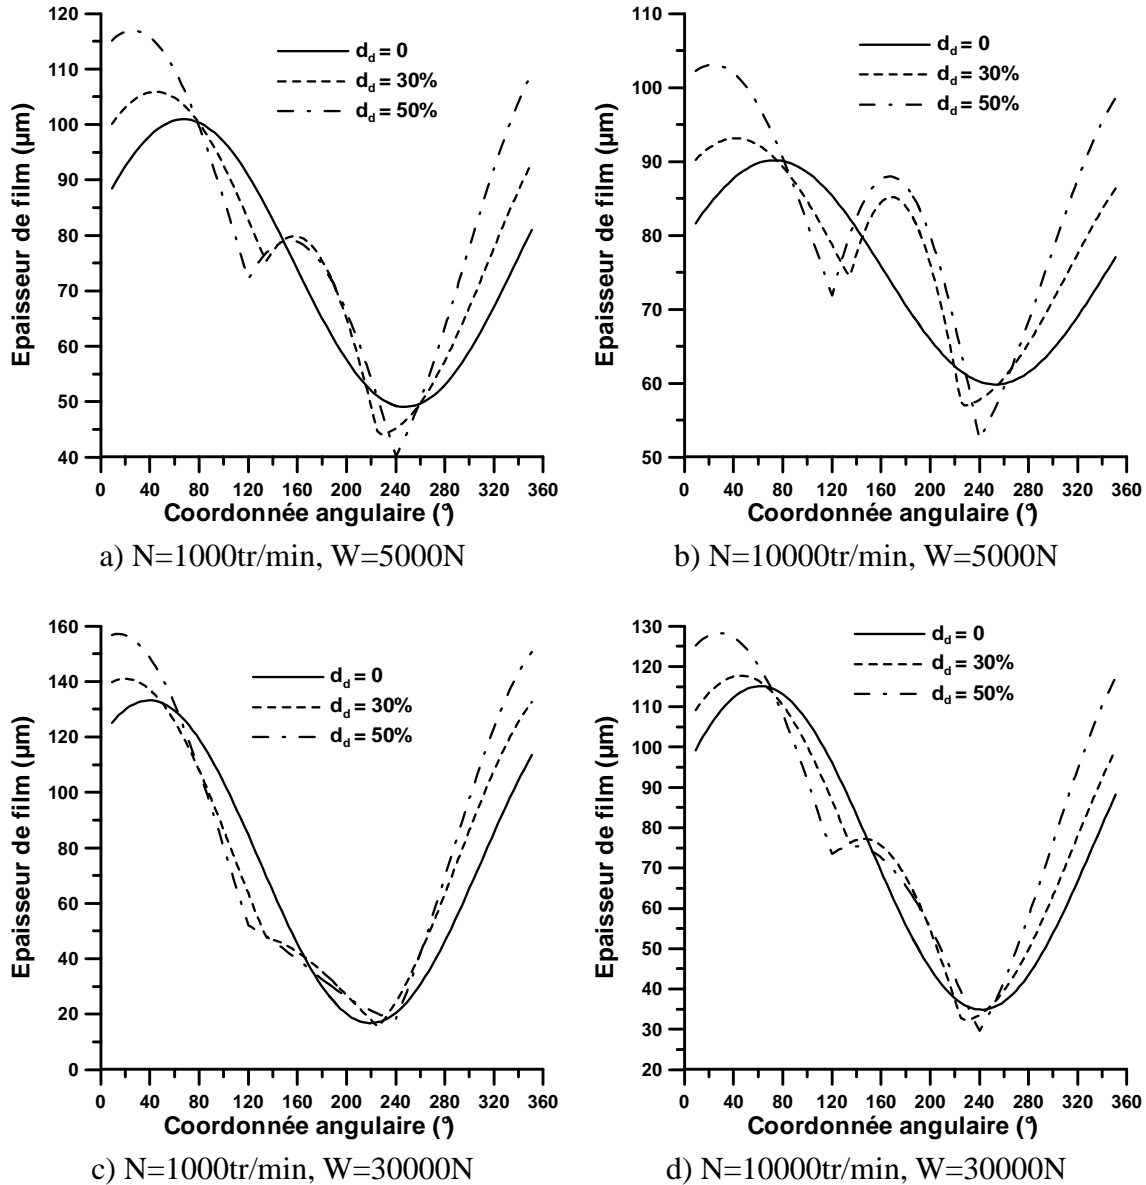 120
110
100
90
80
70
60
50
40
Epaisseur de film (µm)
d_d = 0
d_d = 30%
d_d = 50%
0 40 80 120 160 200 240 280 320 360
Coordonnée angulaire (°)
a) N=1000tr/min, W=5000N
110
100
90
80
70
60
50
Epaisseur de film (µm)
d_d = 0
d_d = 30%
d_d = 50%
0 40 80 120 160 200 240 280 320 360
Coordonnée angulaire (°)
b) N=10000tr/min, W=5000N
160
140
120
100
80
60
40
20
0
Epaisseur de film (µm)
d_d = 0
d_d = 30%
d_d = 50%
0 40 80 120 160 200 240 280 320 360
Coordonnée angulaire (°)
c) N=1000tr/min, W=30000N
130
120
110
100
90
80
70
60
50
40
30
20
Epaisseur de film (µm)
d_d = 0
d_d = 30%
d_d = 50%
0 40 80 120 160 200 240 280 320 360
Coordonnée angulaire (°)
d) N=10000tr/min, W=30000N